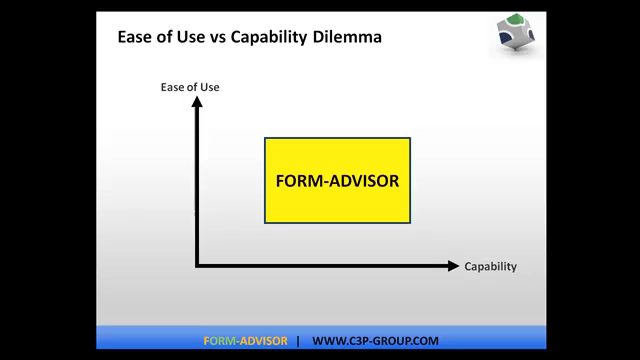 Ease of Use vs Capability Dilemma
Ease of Use
FORM-ADVISOR
Capability
FORM-ADVISOR | WWW.C3P-GROUP.COM